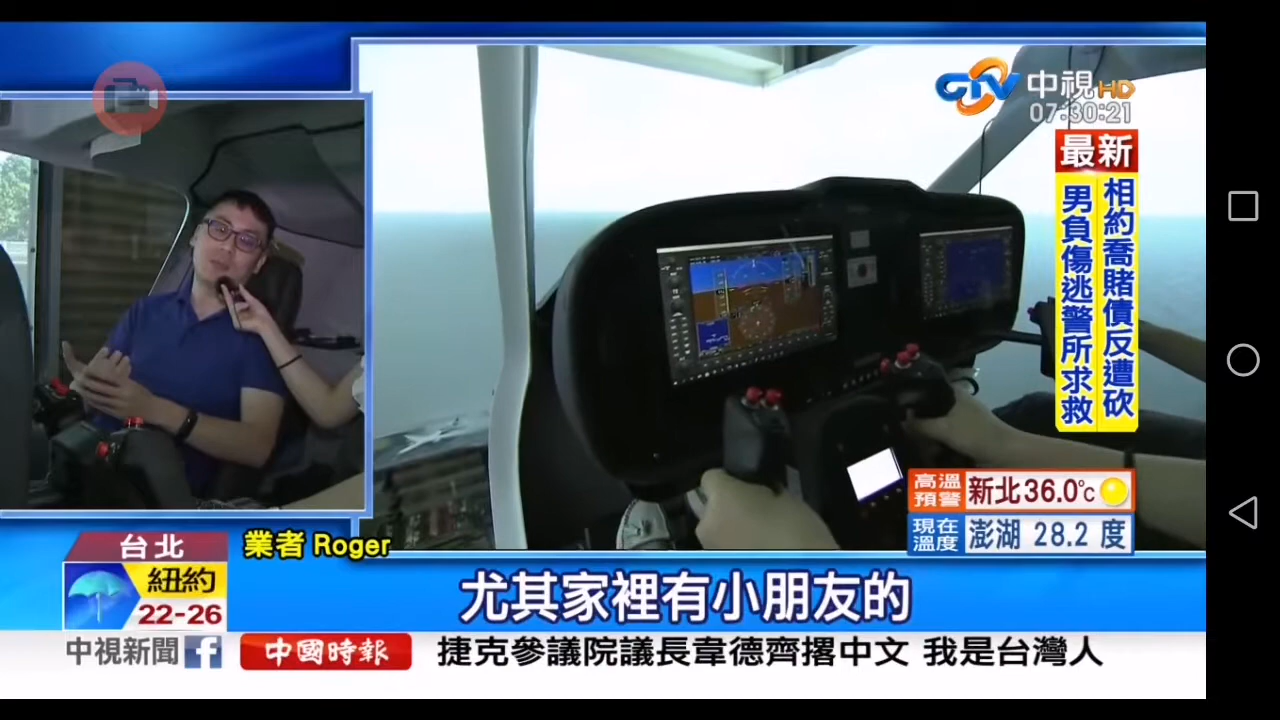 CTV 中視HD
07:30:21
最新
相約喬賭債反遭砍
男負傷逃警所求救
高溫預警 新北36.0℃
現在溫度 澎湖 28.2 度
台北
業者 Roger
紐約
22-26
尤其家裡有小朋友的
中視新聞 f 中國時報 捷克參議院議長韋德齊撂中文 我是台灣人